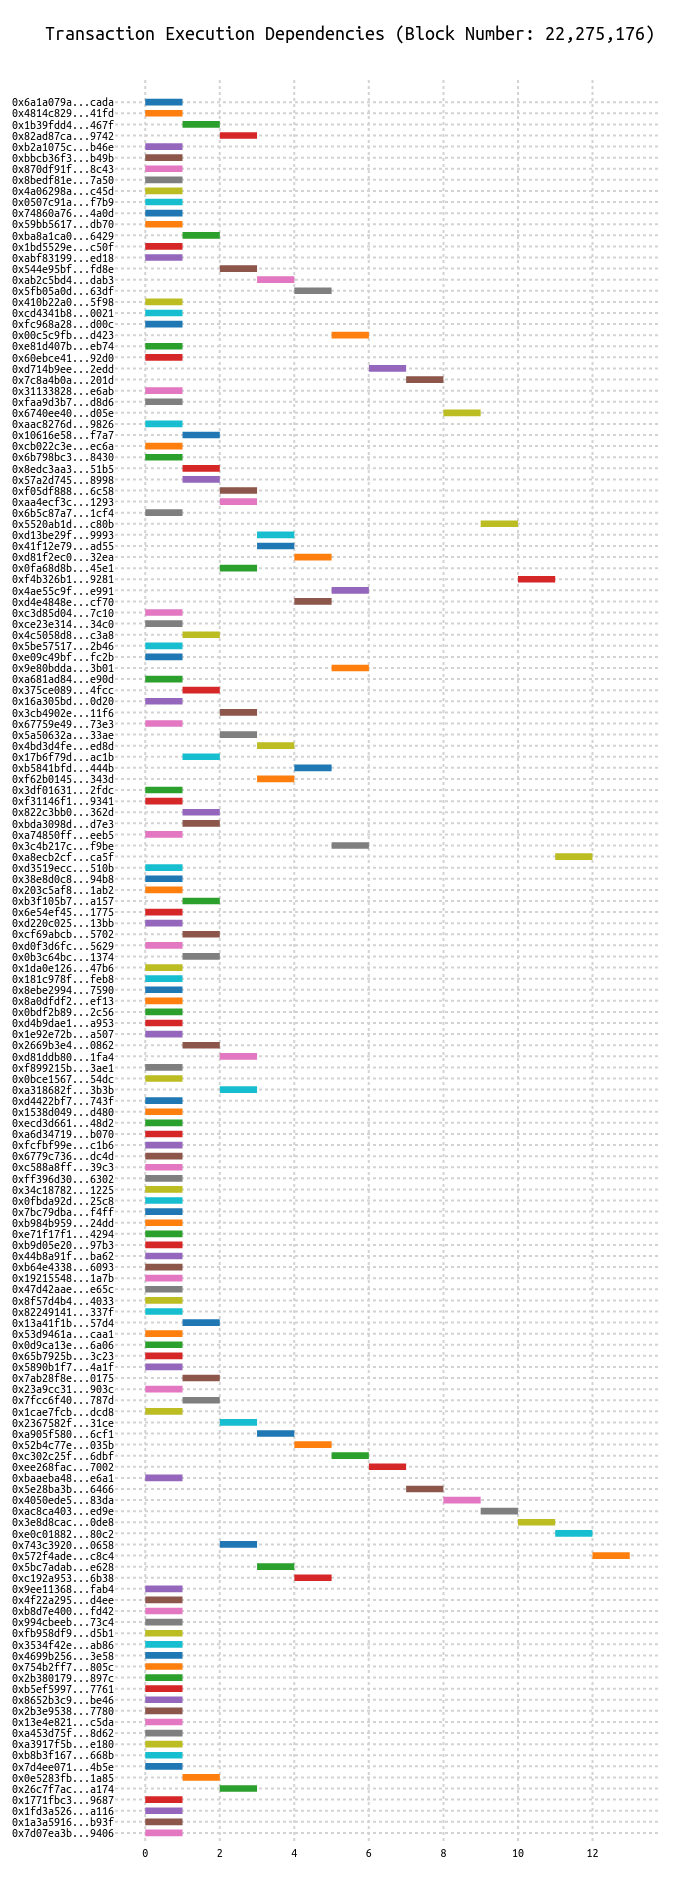 Transaction Execution Dependencies (Block Number: 22,275,176)
0x6a1a079a...cada
0x4814c829...41fd
0x1b39fdd4...467f
0x82ad87ca...9742
0xb2a1075c...b46e
0xbbcb36f3...b49b
0x870df91f...8c43
0x8bedf81e...7a50
0x4a06298a...c45d
0x0507c91a...f7b9
0x74860a76...4a0d
0x59bb5617...db70
0xba8a1ca0...6429
0x1bd5529e...c50f
0xabf83199...ed18
0x544e95bf...fd8e
0xab2c5bd4...dab3
0x5fb05a0d...63df
0x410b22a0...5f98
0xcd4341b8...0021
0xfc968a28...d00c
0x00c5c9fb...d423
0xe81d407b...eb74
0x60ebce41...92d0
0xd714b9ee...2edd
0x7c8a4b0a...201d
0x31133828...e6ab
0xfaa9d3b7...d8d6
0x6740ee40...d05e
0xaac8276d...9826
0x10616e58...f7a7
0xcb022c3e...ec6a
0x6b798bc3...8430
0x8edc3aa3...51b5
0x57a2d745...8998
0xf05df888...6c58
0xaa4ecf3c...1293
0x6b5c87a7...1cf4
0x5520ab1d...c80b
0xd13be29f...9993
0x41f12e79...ad55
0xd81f2ec0...32ea
0x0fa68d8b...45e1
0xf4b326b1...9281
0x4ae55c9f...e991
0xd4e4848e...cf70
0xc3d85d04...7c10
0xce23e314...34c0
0x4c5058d8...c3a8
0x5be57517...2b46
0xe09c49bf...fc2b
0x9e80bdda...3b01
0xa681ad84...e90d
0x375ce089...4fcc
0x16a305bd...0d20
0x3cb4902e...11f6
0x67759e49...73e3
0x5a50632a...33ae
0x4bd3d4fe...ed8d
0x17b6f79d...ac1b
0xb5841bfd...444b
0xf62b0145...343d
0x3df01631...2fdc
0xf31146f1...9341
0x822c3bb0...362d
0xbda3098d...d7e3
0xa74850ff...eeb5
0x3c4b217c...f9be
0xa8ecb2cf...ca5f
0xd3519ecc...510b
0x38e8d0c8...94b8
0x203c5af8...1ab2
0xb3f105b7...a157
0x6e54ef45...1775
0xd220c025...13bb
0xcf69abcb...5702
0xd0f3d6fc...5629
0x0b3c64bc...1374
0x1da0e126...47b6
0x181c978f...feb8
0x8ebe2994...7590
0x8a0dfdf2...ef13
0x0bdf2b89...2c56
0xd4b9dae1...a953
0x1e92e72b...a507
0x2669b3e4...0862
0xd81ddb80...1fa4
0xf899215b...3ae1
0x0bce1567...54dc
0xa318682f...3b3b
0xd4422bf7...743f
0x1538d049...d480
0xecd3d661...48d2
0xa6d34719...b070
0xfcfbf99e...c1b6
0x6779c736...dc4d
0xc588a8ff...39c3
0xff396d30...6302
0x34c18782...1225
0x0fbda92d...25c8
0x7bc79dba...f4ff
0xb984b959...24dd
0xe71f17f1...4294
0xb9d05e20...97b3
0x44b8a91f...ba62
0xb64e4338...6093
0x19215548...1a7b
0x47d42aae...e65c
0x8f57d4b4...4033
0x82249141...337f
0x13a41f1b...57d4
0x53d9461a...caa1
0x0d9ca13e...6a06
0x65b7925b...3c23
0x5890b1f7...4a1f
0x7ab28f8e...0175
0x23a9cc31...903c
0x7fcc6f40...787d
0x1cae7fcb...dcd8
0x2367582f...31ce
0xa905f580...6cf1
0x52b4c77e...035b
0xc302c25f...6dbf
0xee268fac...7002
0xbaaeba48...e6a1
0x5e28ba3b...6466
0x4050ede5...83da
0xac8ca403...ed9e
0x3e8d8cac...0de8
0xe0c01882...80c2
0x743c3920...0658
0x572f4ade...c8c4
0x5bc7adab...e628
0xc192a953...6b38
0x9ee11368...fab4
0x4f22a295...d4ee
0xb8d7e400...fd42
0x994cbeeb...73c4
0xfb958df9...d5b1
0x3534f42e...ab86
0x4699b256...3e58
0x754b2ff7...805c
0x2b380179...897c
0xb5ef5997...7761
0x8652b3c9...be46
0x2b3e9538...7780
0x13e4e821...c5da
0xa453d75f...8d62
0xa3917f5b...e180
0xb8b3f167...668b
0x7d4ee071...4b5e
0x0e5283fb...1a85
0x26c7f7ac...a174
0x1771fbc3...9687
0x1fd3a526...a116
0x1a3a5916...b93f
0x7d07ea3b...9406
0 2 4 6 8 10 12